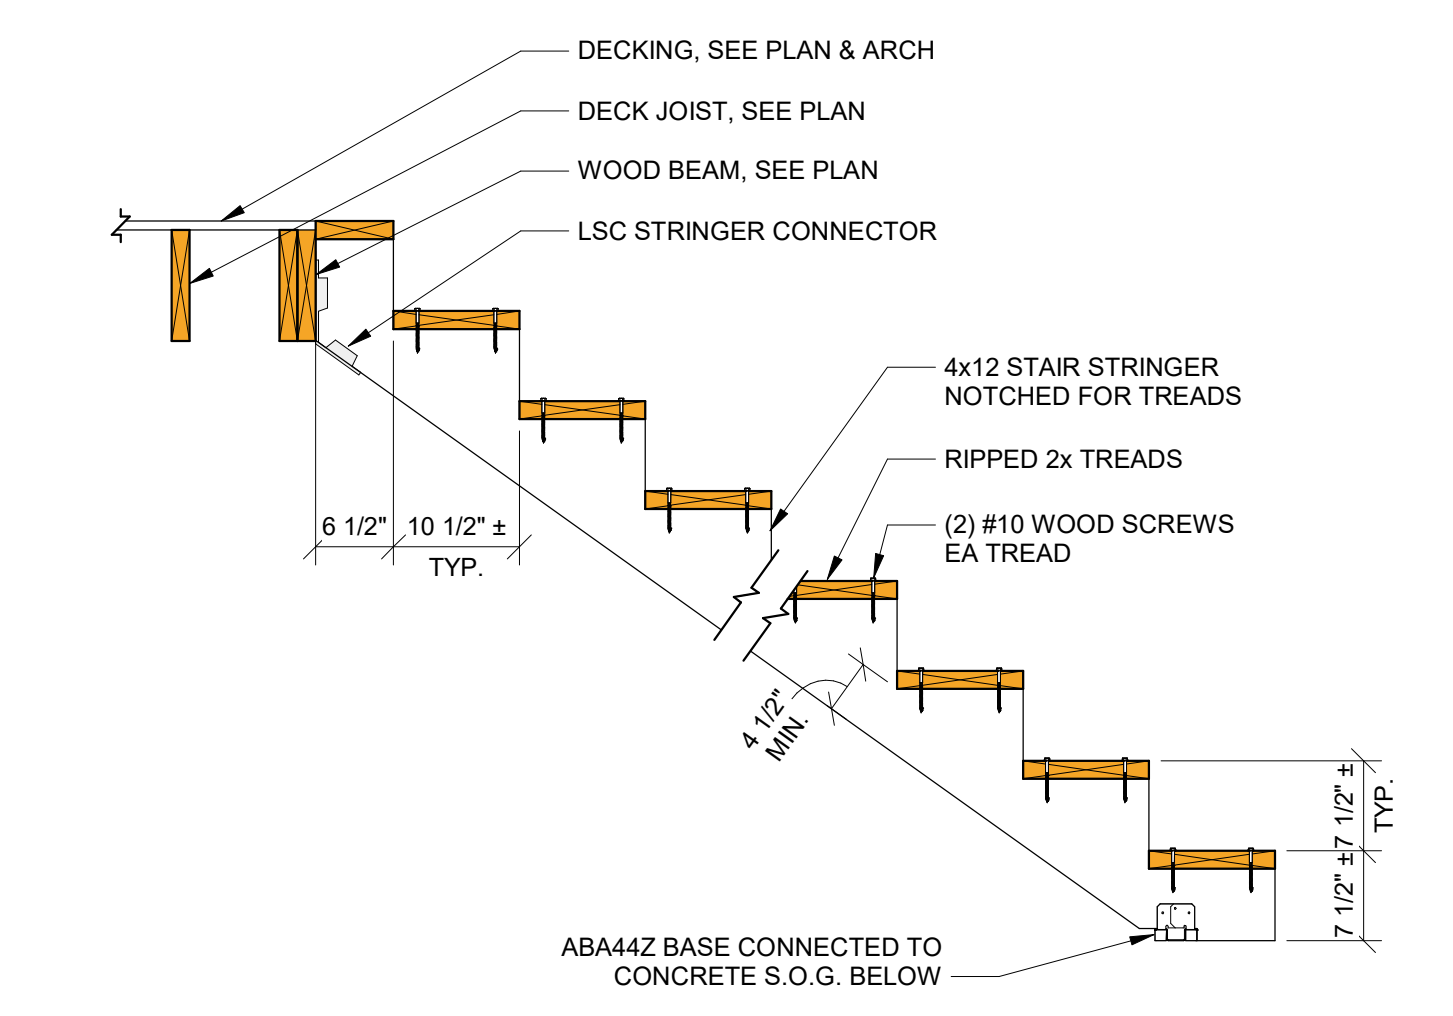 DECKING, SEE PLAN & ARCH
DECK JOIST, SEE PLAN
WOOD BEAM, SEE PLAN
LSC STRINGER CONNECTOR
4x12 STAIR STRINGER
NOTCHED FOR TREADS
RIPPED 2x TREADS
(2) #10 WOOD SCREWS
EA TREAD
6 1/2"
10 1/2" ±
TYP.
4 1/2"
MIN.
7 1/2" ±
TYP.
7 1/2" ±
ABA44Z BASE CONNECTED TO
CONCRETE S.O.G. BELOW